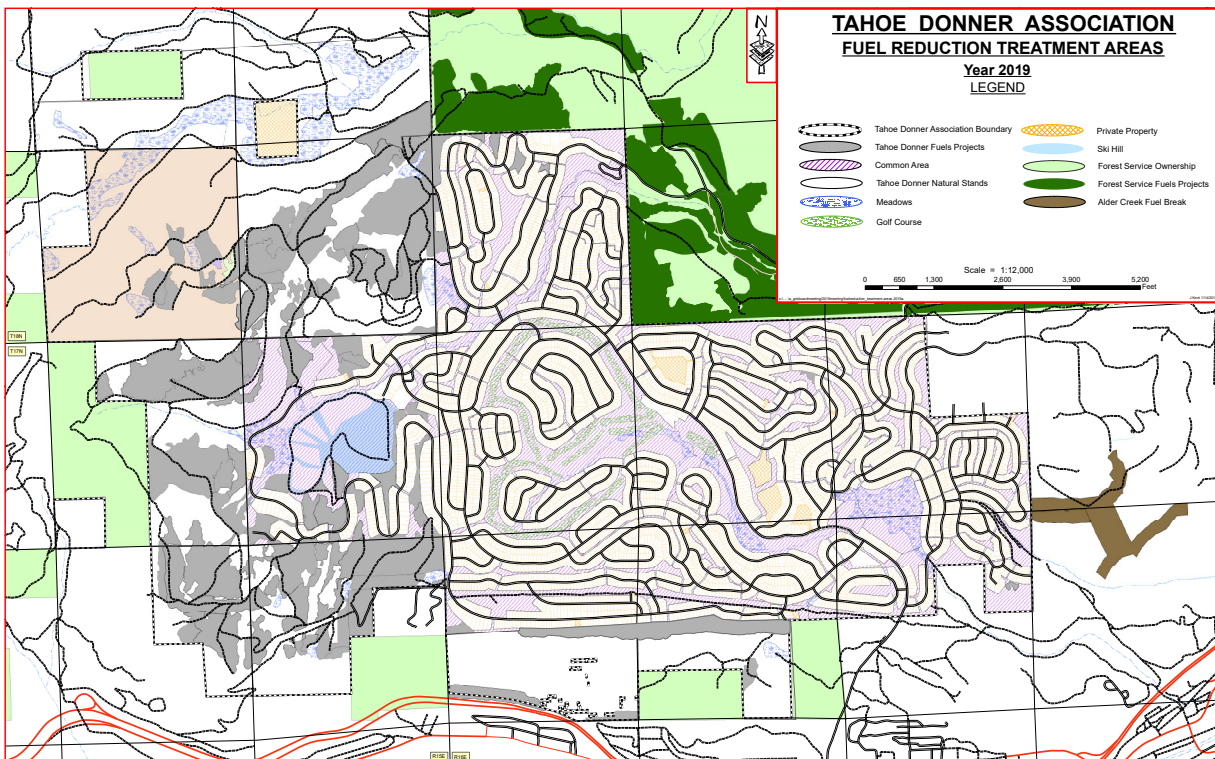 N
TAHOE DONNER ASSOCIATION
FUEL REDUCTION TREATMENT AREAS
Year 2019
LEGEND
Tahoe Donner Association Boundary
Tahoe Donner Fuels Projects
Common Area
Tahoe Donner Natural Stands
Meadows
Golf Course
Private Property
Ski Hill
Forest Service Ownership
Forest Service Fuels Projects
Alder Creek Fuel Break
Scale = 1:12,000
0 650 1,300 2,600 3,900 5,200
Feet
T18N
T17N
R15E R16E